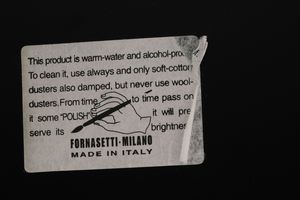 This product is warm-water and alcohol-pro
To clean it, use always and only soft-cotton
dusters also damped, but never use wool-
dusters. From time to time pass on
it some "POLISH" it will pre
serve its brightnes
FORNASETTI-MILANO
MADE IN ITALY